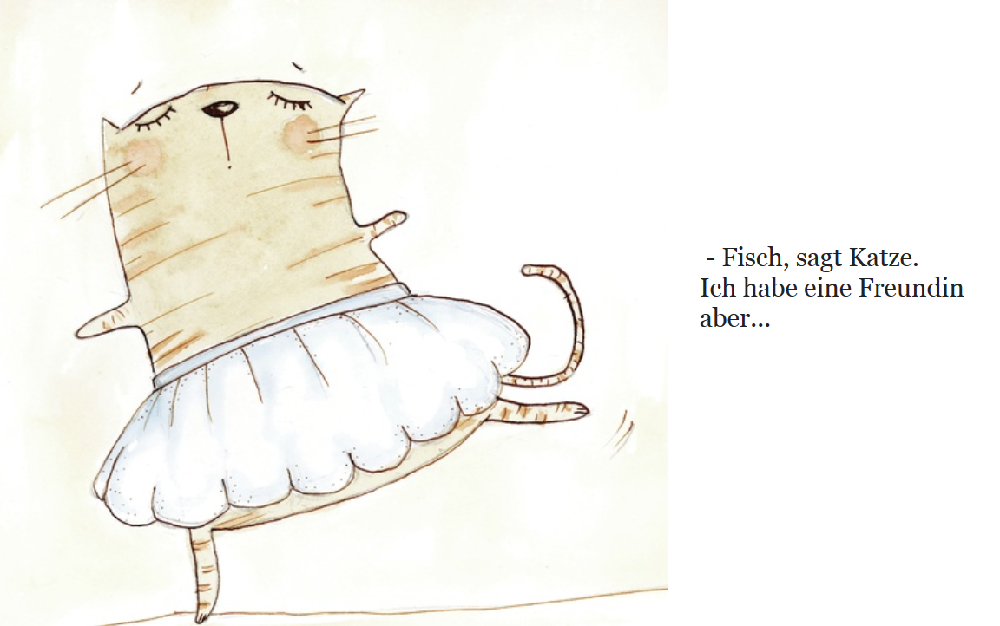 - Fisch, sagt Katze.
Ich habe eine Freundin
aber...